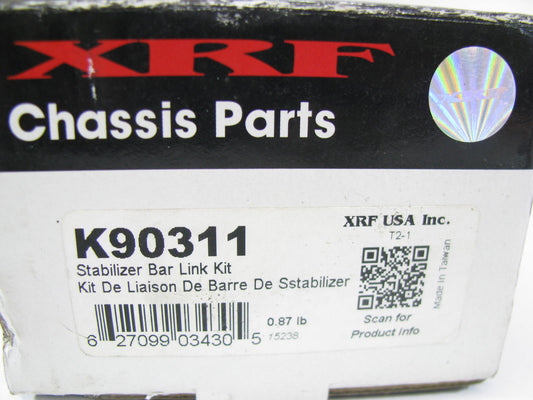 XRF
Chassis Parts
K90311
Stabilizer Bar Link Kit
Kit De Liaison De Barre De Sstabilizer
6 27099 03430 5
0.87 lb
15238
XRF USA Inc.
T2-1
Made In Taiwan
Scan for
Product info